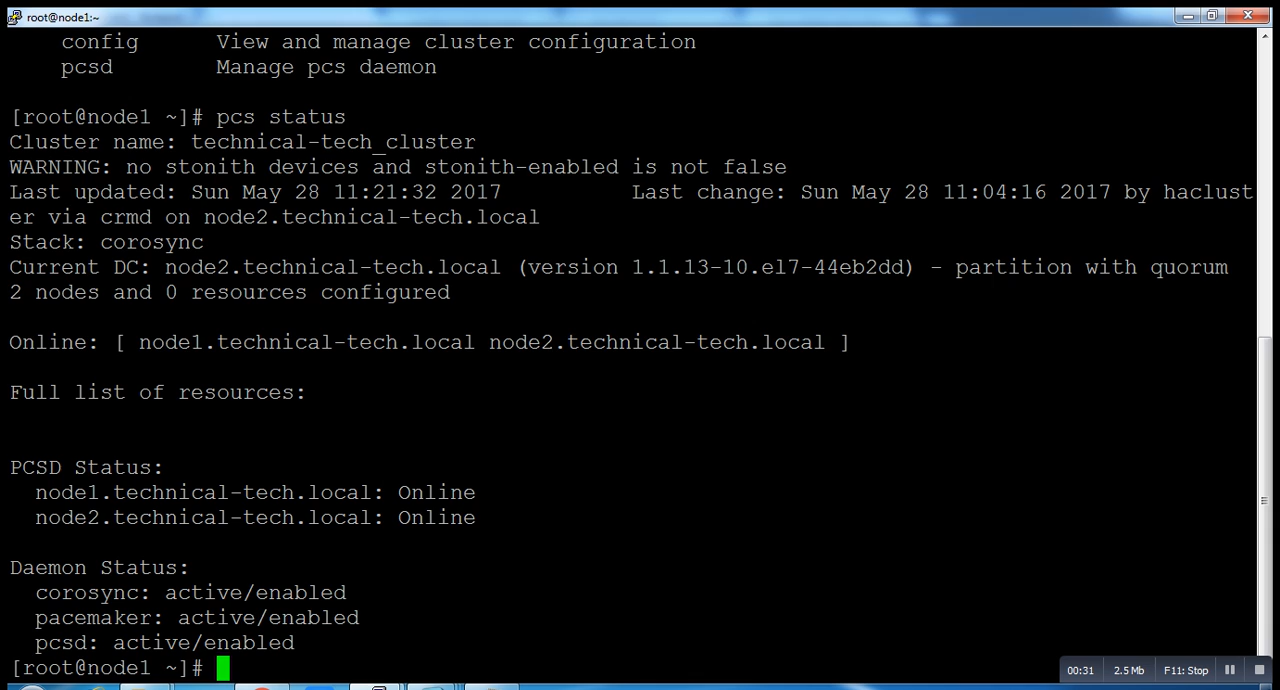 root@node1:~
config View and manage cluster configuration
pcsd Manage pcs daemon
[root@node1 ~]# pcs status
Cluster name: technical-tech_cluster
WARNING: no stonith devices and stonith-enabled is not false
Last updated: Sun May 28 11:21:32 2017 Last change: Sun May 28 11:04:16 2017 by haclust
er via crmd on node2.technical-tech.local
Stack: corosync
Current DC: node2.technical-tech.local (version 1.1.13-10.el7-44eb2dd) - partition with quorum
2 nodes and 0 resources configured
Online: [ node1.technical-tech.local node2.technical-tech.local ]
Full list of resources:
PCSD Status:
node1.technical-tech.local: Online
node2.technical-tech.local: Online
Daemon Status:
corosync: active/enabled
pacemaker: active/enabled
pcsd: active/enabled
[root@node1 ~]#
00:31 2.5 Mb F11: Stop